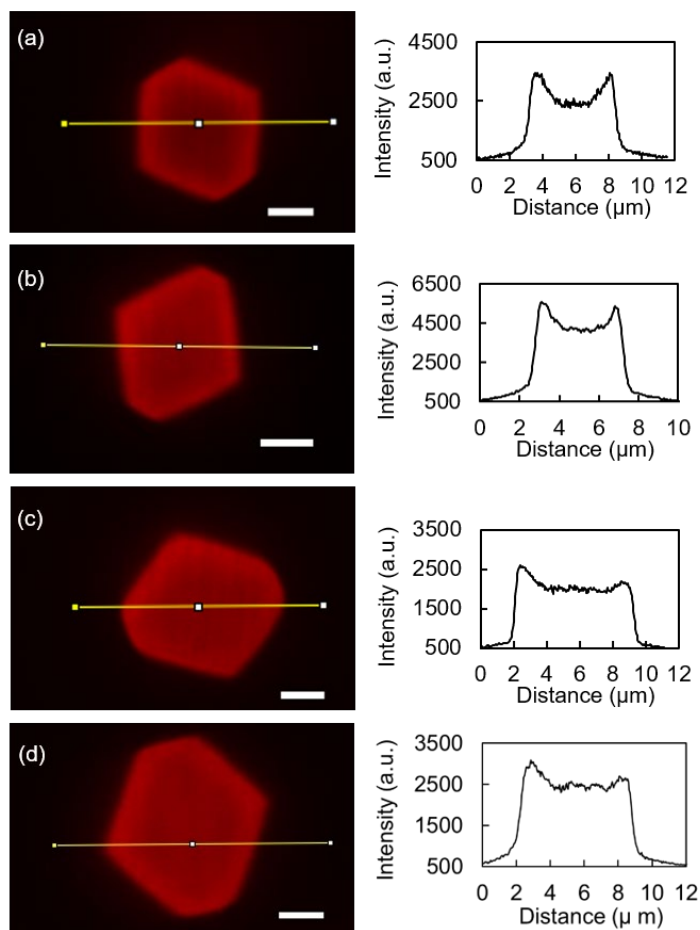 (a)
4500
2500
500
Intensity (a.u.)
0 2 4 6 8 10 12
Distance (µm)
(b)
6500
4500
2500
500
Intensity (a.u.)
0 2 4 6 8 10
Distance (µm)
(c)
3500
2500
1500
500
Intensity (a.u.)
0 2 4 6 8 10 12
Distance (µm)
(d)
3500
2500
1500
500
Intensity (a.u.)
0 2 4 6 8 10 12
Distance (µ m)